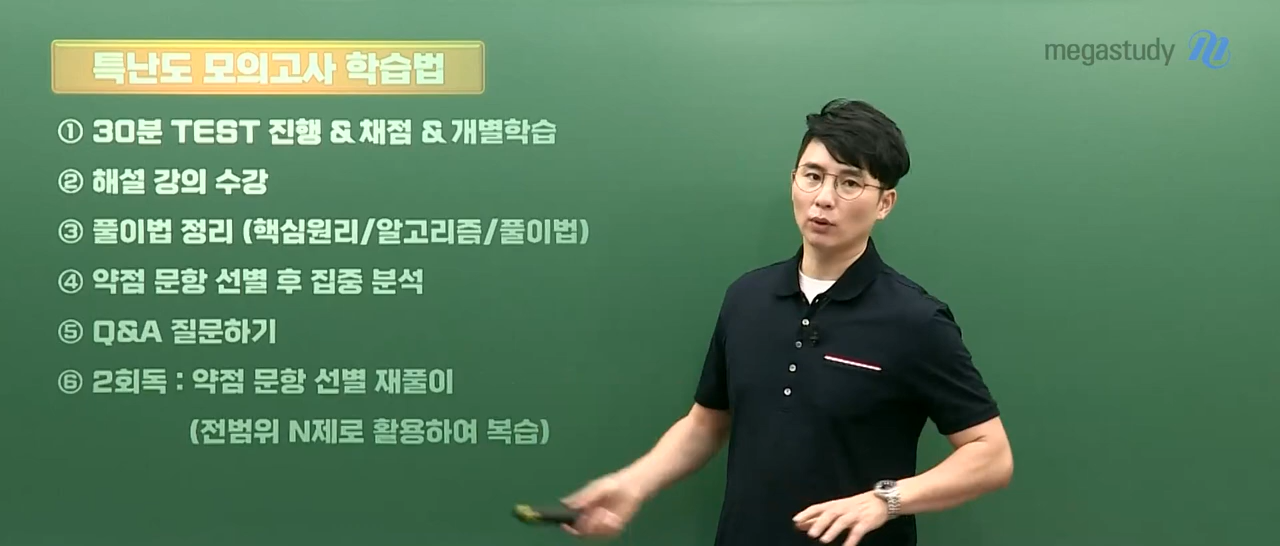 특난도 모의고사 학습법
megastudy
① 30분 TEST 진행 & 채점 & 개별학습
② 해설 강의 수강
③ 풀이법 정리 (핵심원리/알고리즘/풀이법)
④ 약점 문항 선별 후 집중 분석
⑤ Q&A 질문하기
⑥ 2회독 : 약점 문항 선별 재풀이
(전범위 N제로 활용하여 복습)